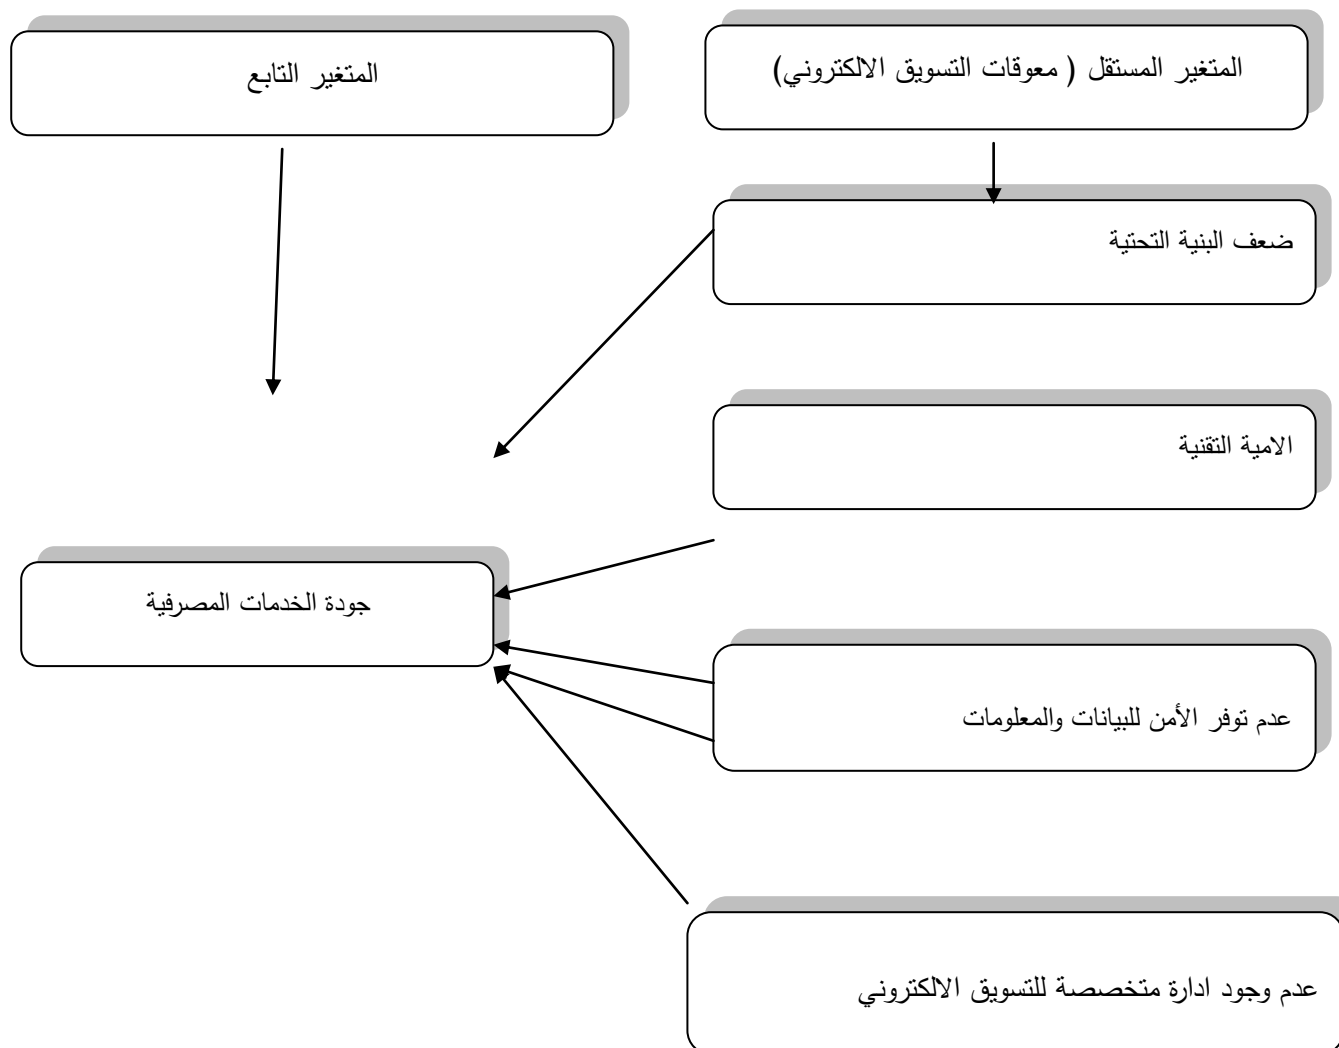 المتغير المستقل ( معوقات التسويق الالكتروني)
المتغير التابع
ضعف البنية التحتية
الامية التقنية
جودة الخدمات المصرفية
عدم توفر الأمن للبيانات والمعلومات
عدم وجود ادارة متخصصة للتسويق الالكتروني